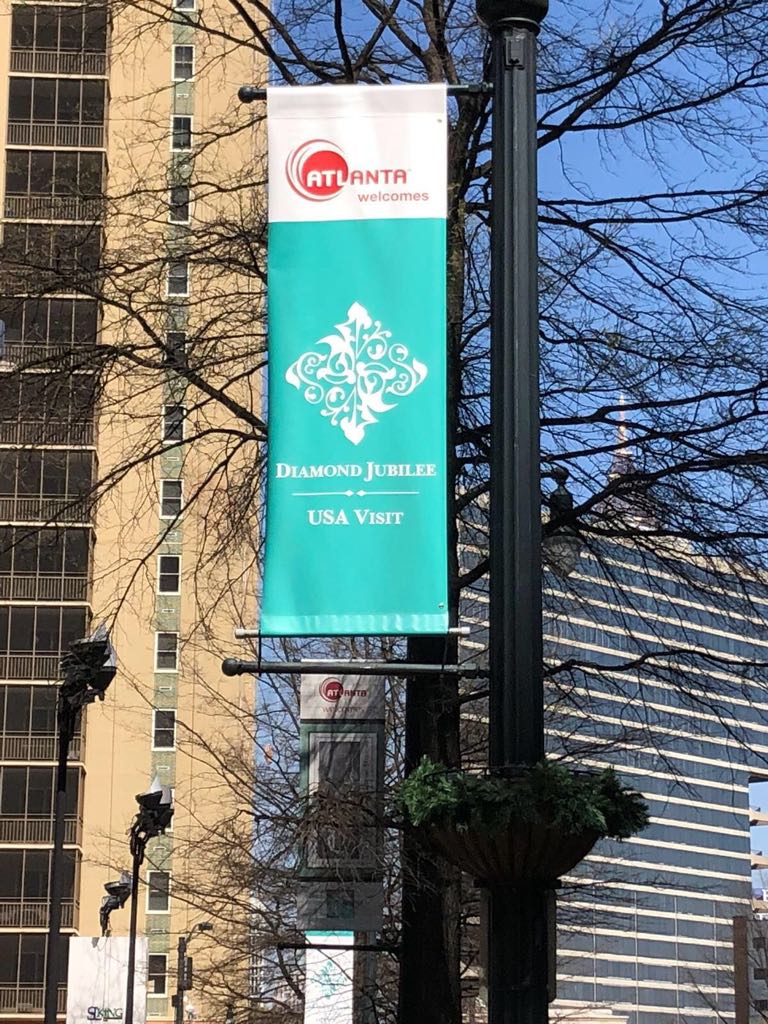 ATLANTA
welcomes
DIAMOND JUBILEE
USA VISIT
ATLANTA
welcomes